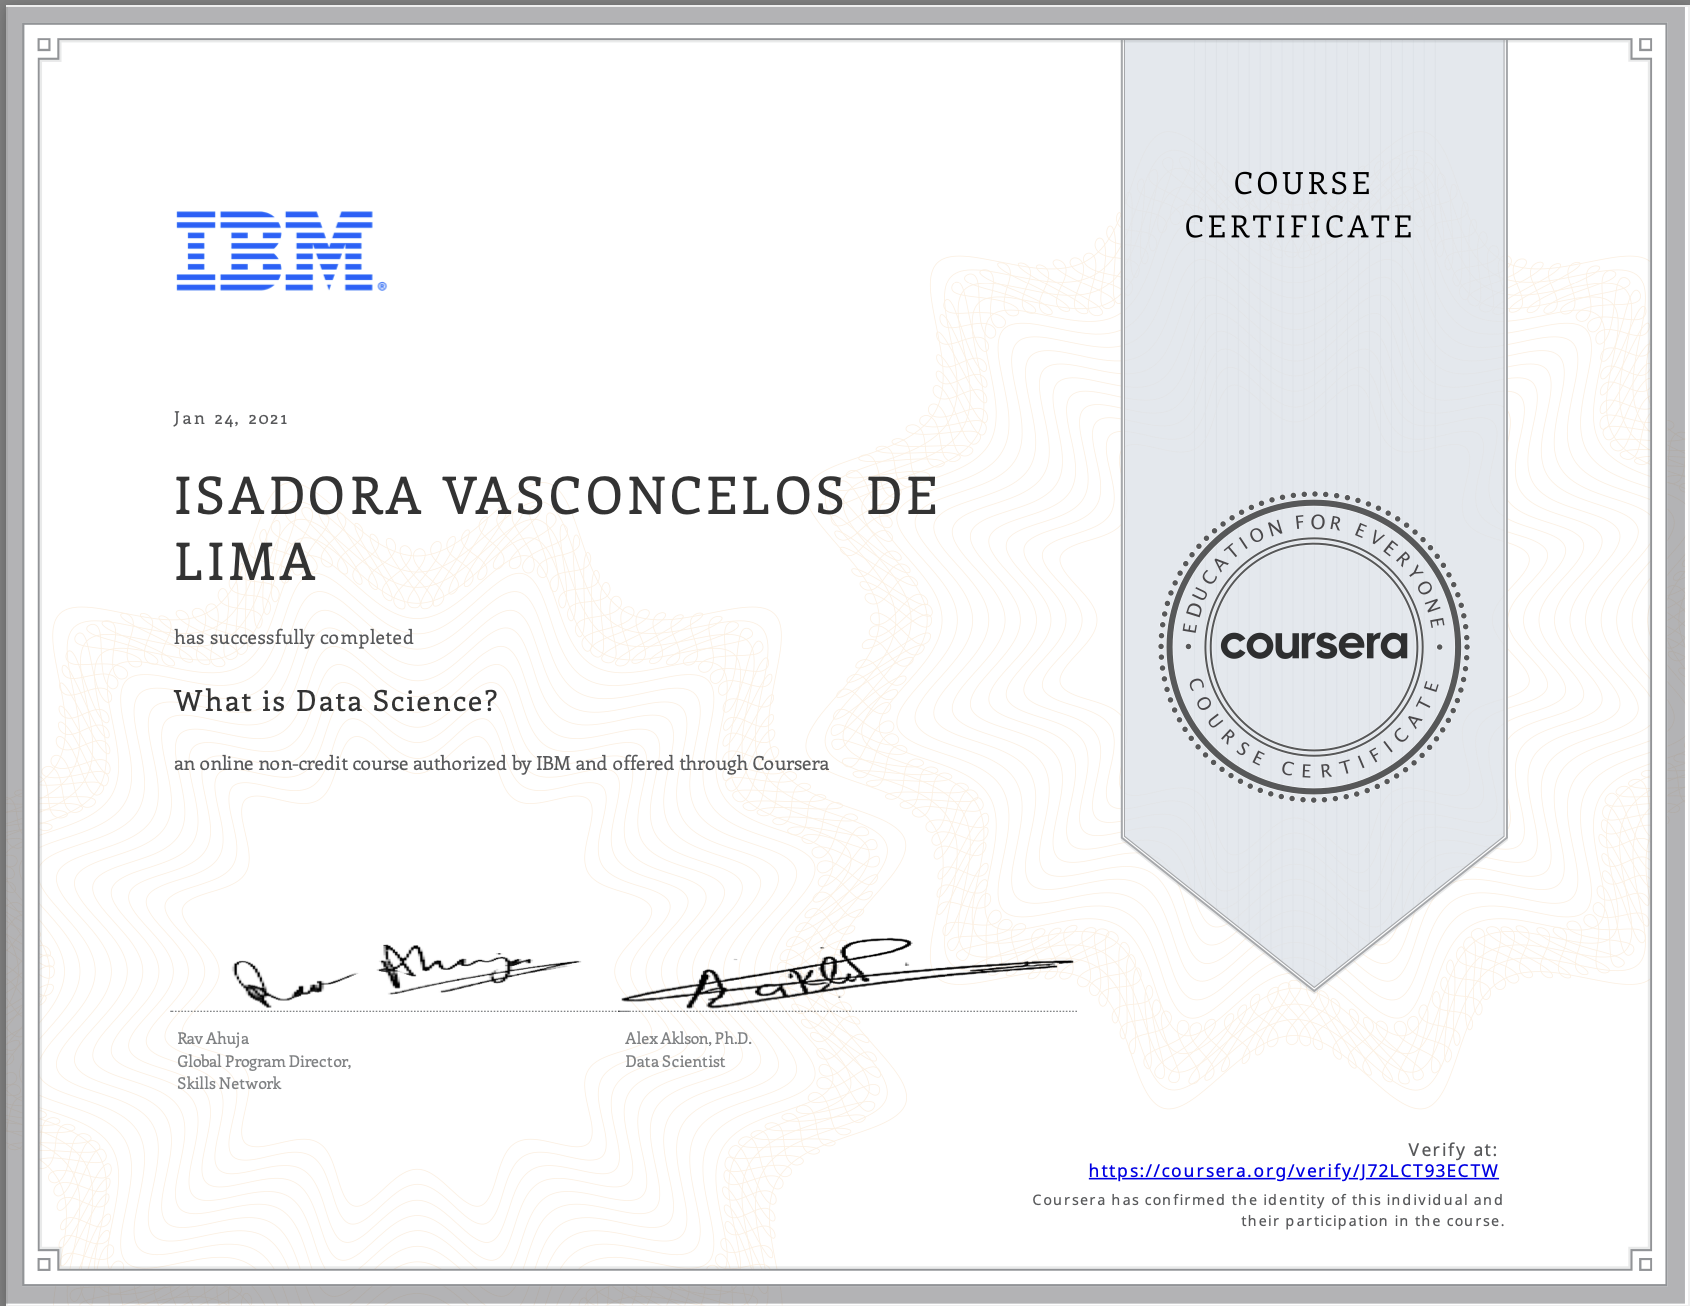 COURSE
CERTIFICATE
IBM®
Jan 24, 2021
ISADORA VASCONCELOS DE
LIMA
has successfully completed
What is Data Science?
an online non-credit course authorized by IBM and offered through Coursera
EDUCATION FOR EVERYONE
coursera
COURSE CERTIFICATE
Rav Ahuja
Global Program Director,
Skills Network
Alex Aklson, Ph.D.
Data Scientist
Verify at:
https://coursera.org/verify/J72LCT93ECTW
Coursera has confirmed the identity of this individual and
their participation in the course.